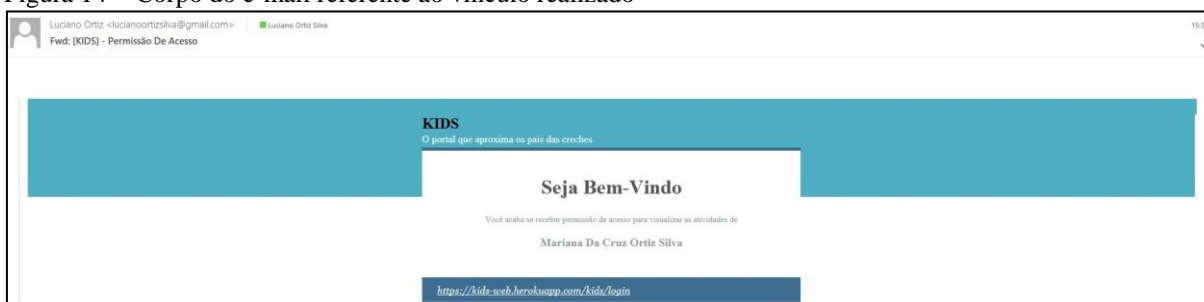 Figura 14 – Corpo do e-mail referente ao vínculo realizado
Luciano Ortiz <lucianoortizsilva@gmail.com> Luciano Ortiz Silva
Fwd: [KIDS] - Permissão De Acesso
KIDS
O portal que aproxima os pais das creches
Seja Bem-Vindo
Você acaba se receber permissão de acesso para visualizar as atividades de
Mariana Da Cruz Ortiz Silva
https://kids-web.herokuapp.com/kids/login